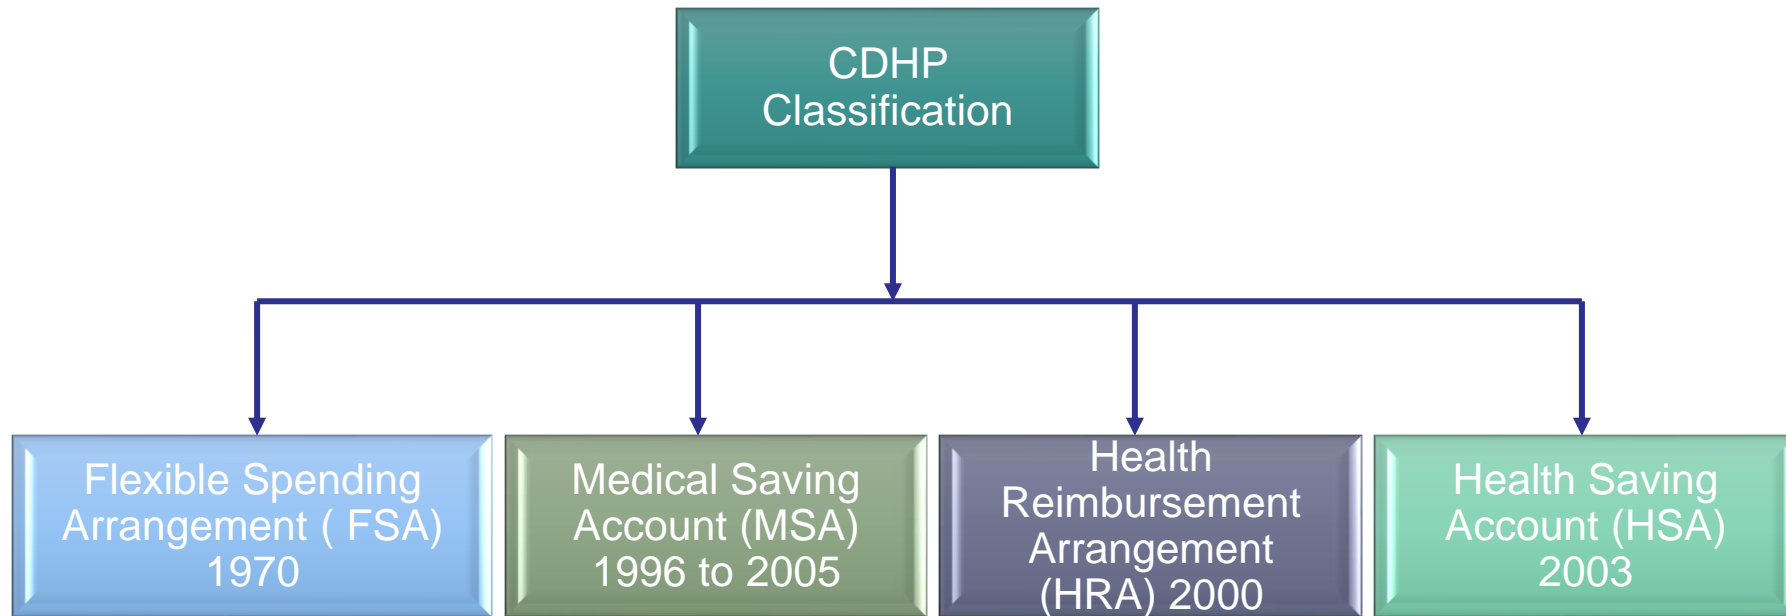 CDHP
Classification
Flexible Spending
Arrangement ( FSA)
1970
Medical Saving
Account (MSA)
1996 to 2005
Health
Reimbursement
Arrangement
(HRA) 2000
Health Saving
Account (HSA)
2003